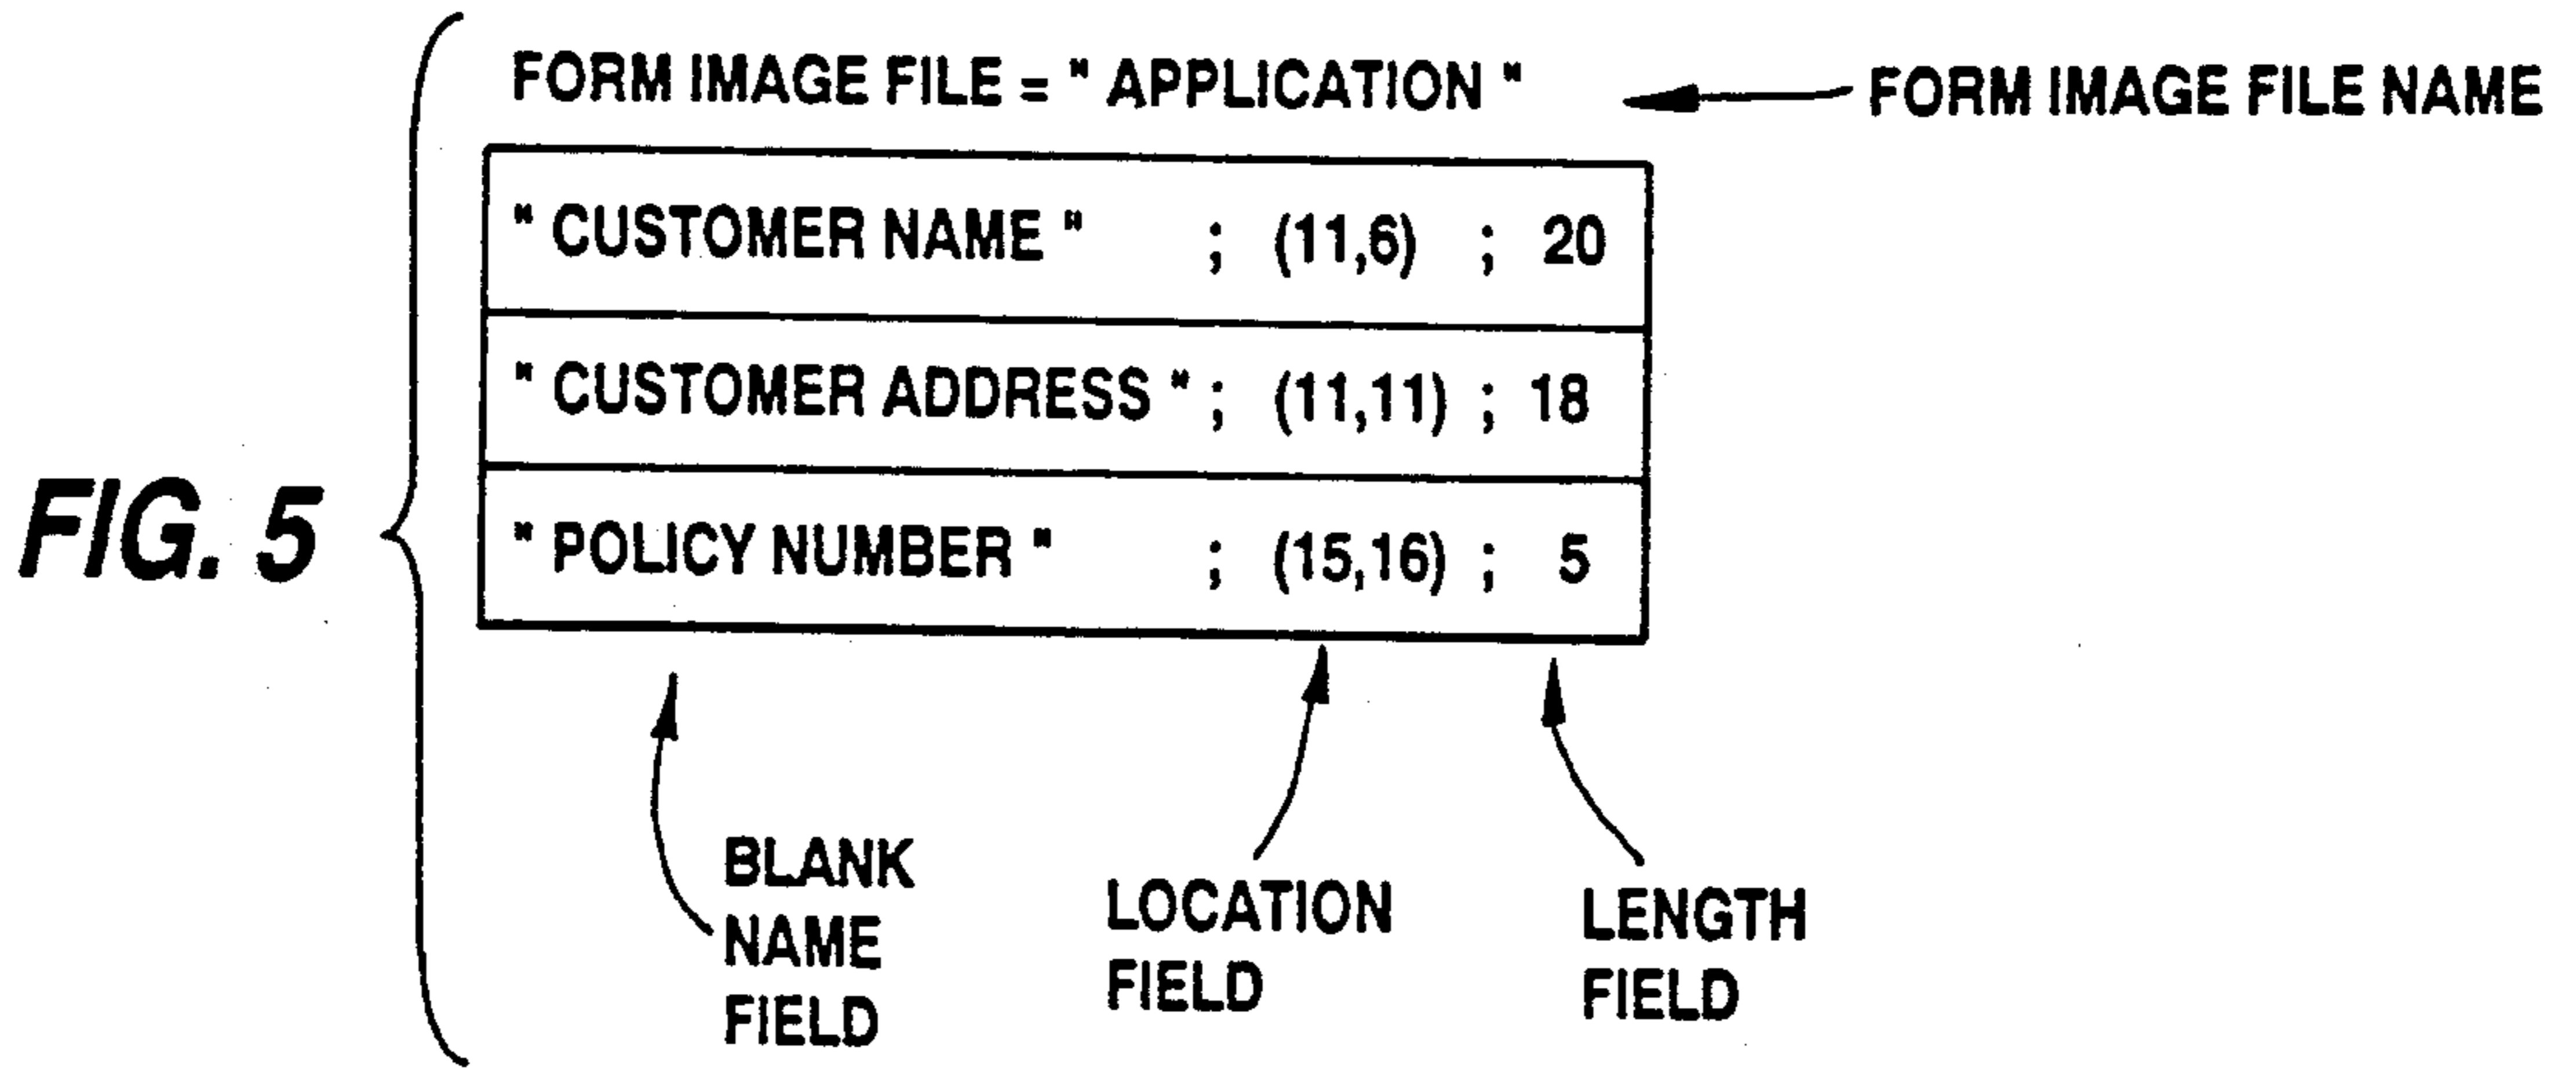 FORM IMAGE FILE = " APPLICATION "
FORM IMAGE FILE NAME
" CUSTOMER NAME " ; (11,6) ; 20
" CUSTOMER ADDRESS " ; (11,11) ; 18
" POLICY NUMBER " ; (15,16) ; 5
FIG. 5
BLANK
NAME
FIELD
LOCATION
FIELD
LENGTH
FIELD